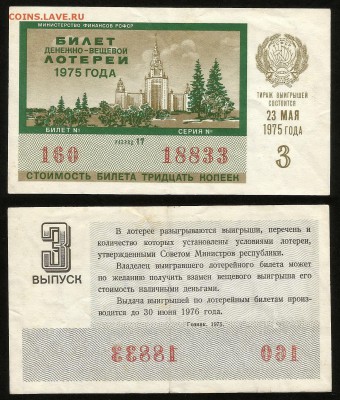 COINS.LAVE.RU
МИНИСТЕРСТВО ФИНАНСОВ РСФСР
БИЛЕТ
ДЕНЕЖНО-ВЕЩЕВОЙ
ЛОТЕРЕИ
1975 ГОДА
ТИРАЖ ВЫИГРЫШЕЙ
СОСТОИТСЯ
23 МАЯ
1975 ГОДА
3
БИЛЕТ №
РАЗРЯД 17
СЕРИЯ №
160
18833
СТОИМОСТЬ БИЛЕТА ТРИДЦАТЬ КОПЕЕК
3
ВЫПУСК
В лотерее разыгрываются выигрыши, перечень и
количество которых установлены условиями лотереи,
утвержденными Советом Министров республики.
Владелец выигравшего лотерейного билета может
по желанию получить взамен вещевого выигрыша его
стоимость наличными деньгами.
Выдача выигрышей по лотерейным билетам произ-
водится до 30 июня 1976 года.
Гознак. 1975.
18833
160